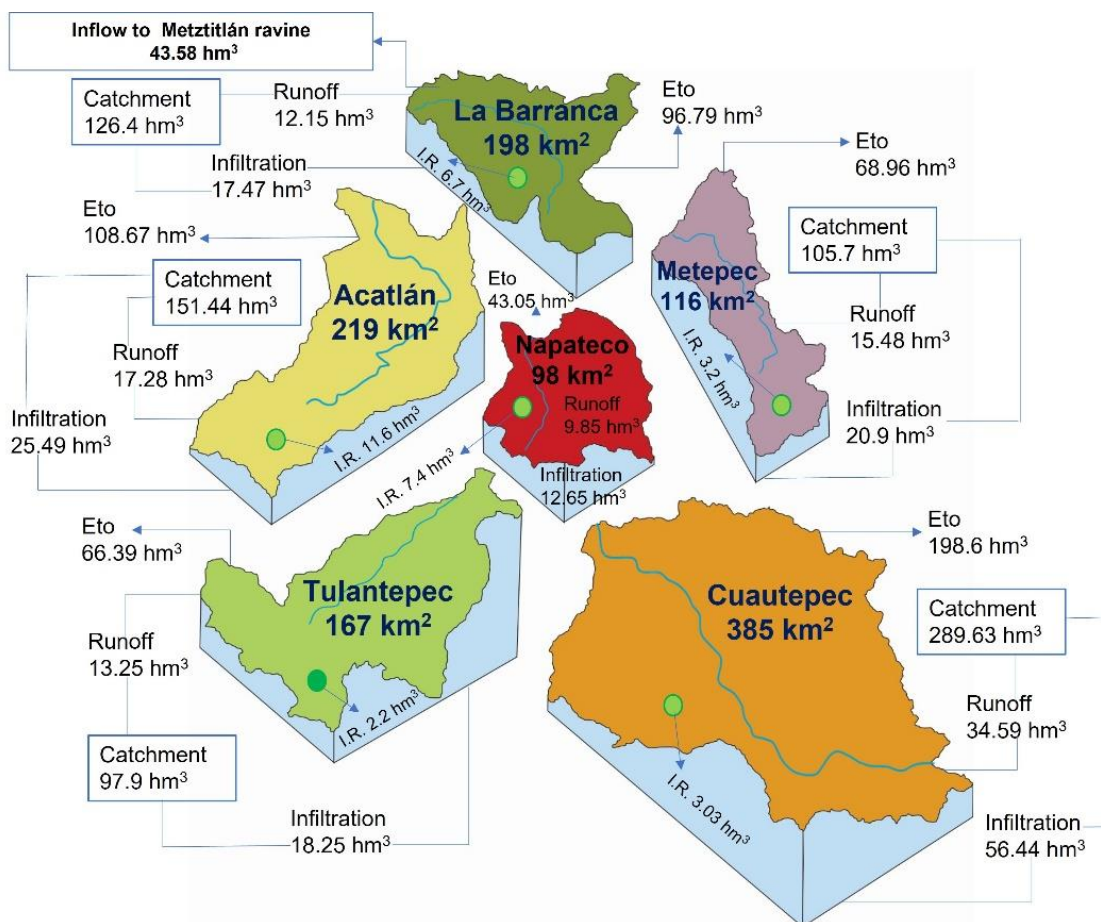 Inflow to Metztitlán ravine
43.58 hm³
Catchment
126.4 hm³
Runoff
12.15 hm³
La Barranca
198 km²
Eto
96.79 hm³
Infiltration
17.47 hm³
I.R. 6.7 hm³
Eto
68.96 hm³
Eto
108.67 hm³
Catchment
151.44 hm³
Acatlán
219 km²
Runoff
17.28 hm³
Infiltration
25.49 hm³
I.R. 11.6 hm³
Eto
43.05 hm³
Napateco
98 km²
Runoff
9.85 hm³
Infiltration
12.65 hm³
I.R. 7.4 hm³
Metepec
116 km²
Catchment
105.7 hm³
Runoff
15.48 hm³
I.R. 3.2 hm³
Infiltration
20.9 hm³
Eto
66.39 hm³
Tulantepec
167 km²
Runoff
13.25 hm³
I.R. 2.2 hm³
Catchment
97.9 hm³
Infiltration
18.25 hm³
Eto
198.6 hm³
Cuautepec
385 km²
Catchment
289.63 hm³
Runoff
34.59 hm³
I.R. 3.03 hm³
Infiltration
56.44 hm³